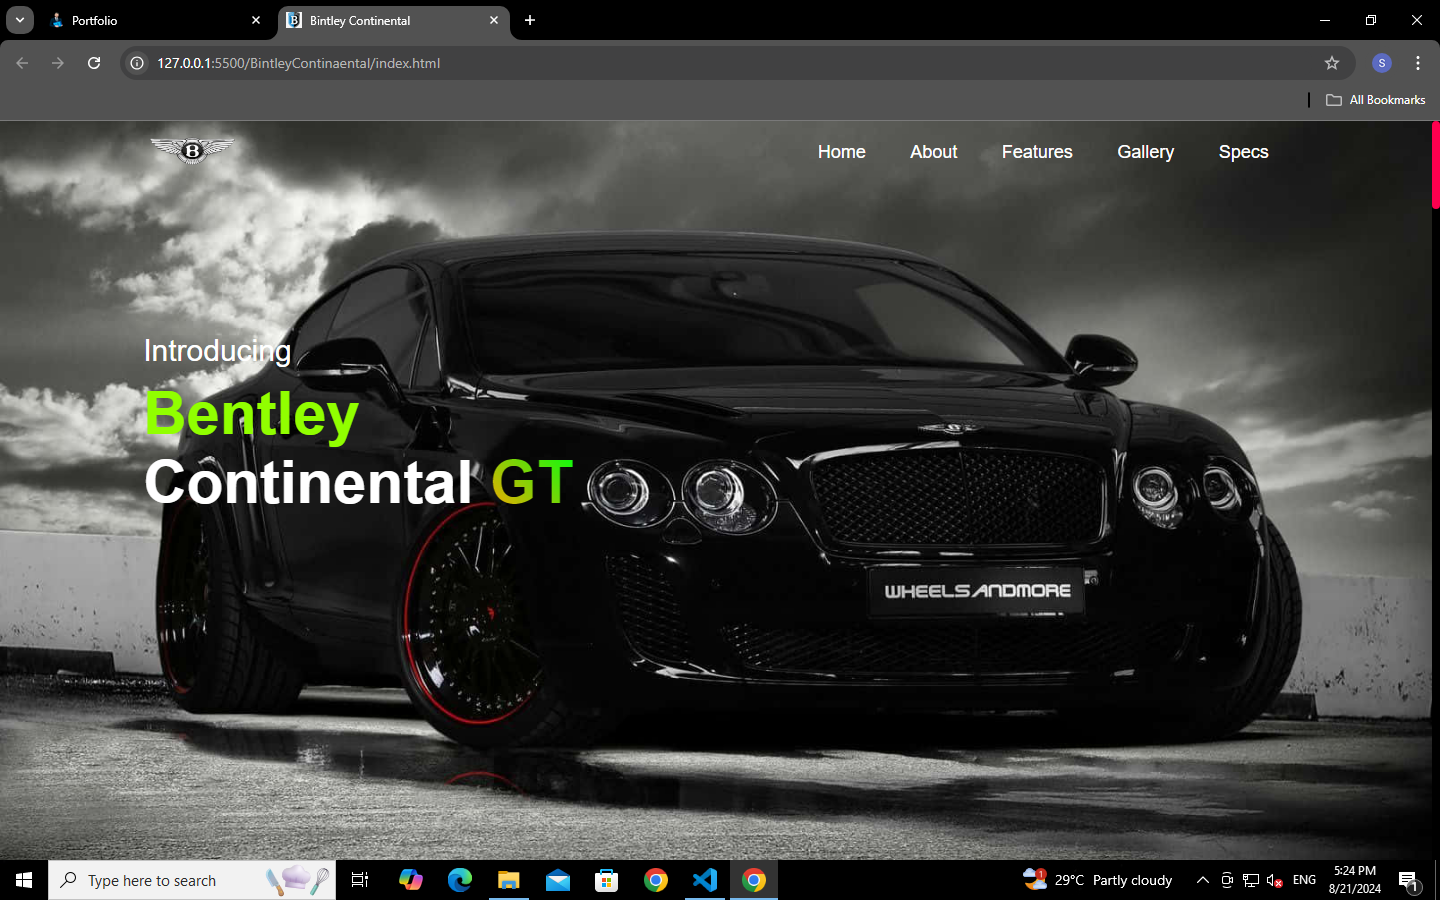 Portfolio
Bintley Continental
127.0.0.1:5500/BintleyContinaental/index.html
S
All Bookmarks
B
Home About Features Gallery Specs
Introducing
Bentley
Continental GT
WHEELSANDMORE
Type here to search
1
29°C Partly cloudy
ENG
5:24 PM
8/21/2024
1